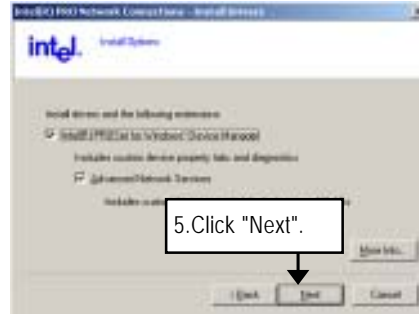 Intel(R) PRO Network Connections - Install Drivers
intel.
Install Options
Install drivers and the following extensions:
Intel(R) PROSet for Windows* Device Manager
Includes custom device property tabs and diagnostics
Advanced Network Services
Includes
5.Click "Next".
More Info...
< Back
Next
Cancel